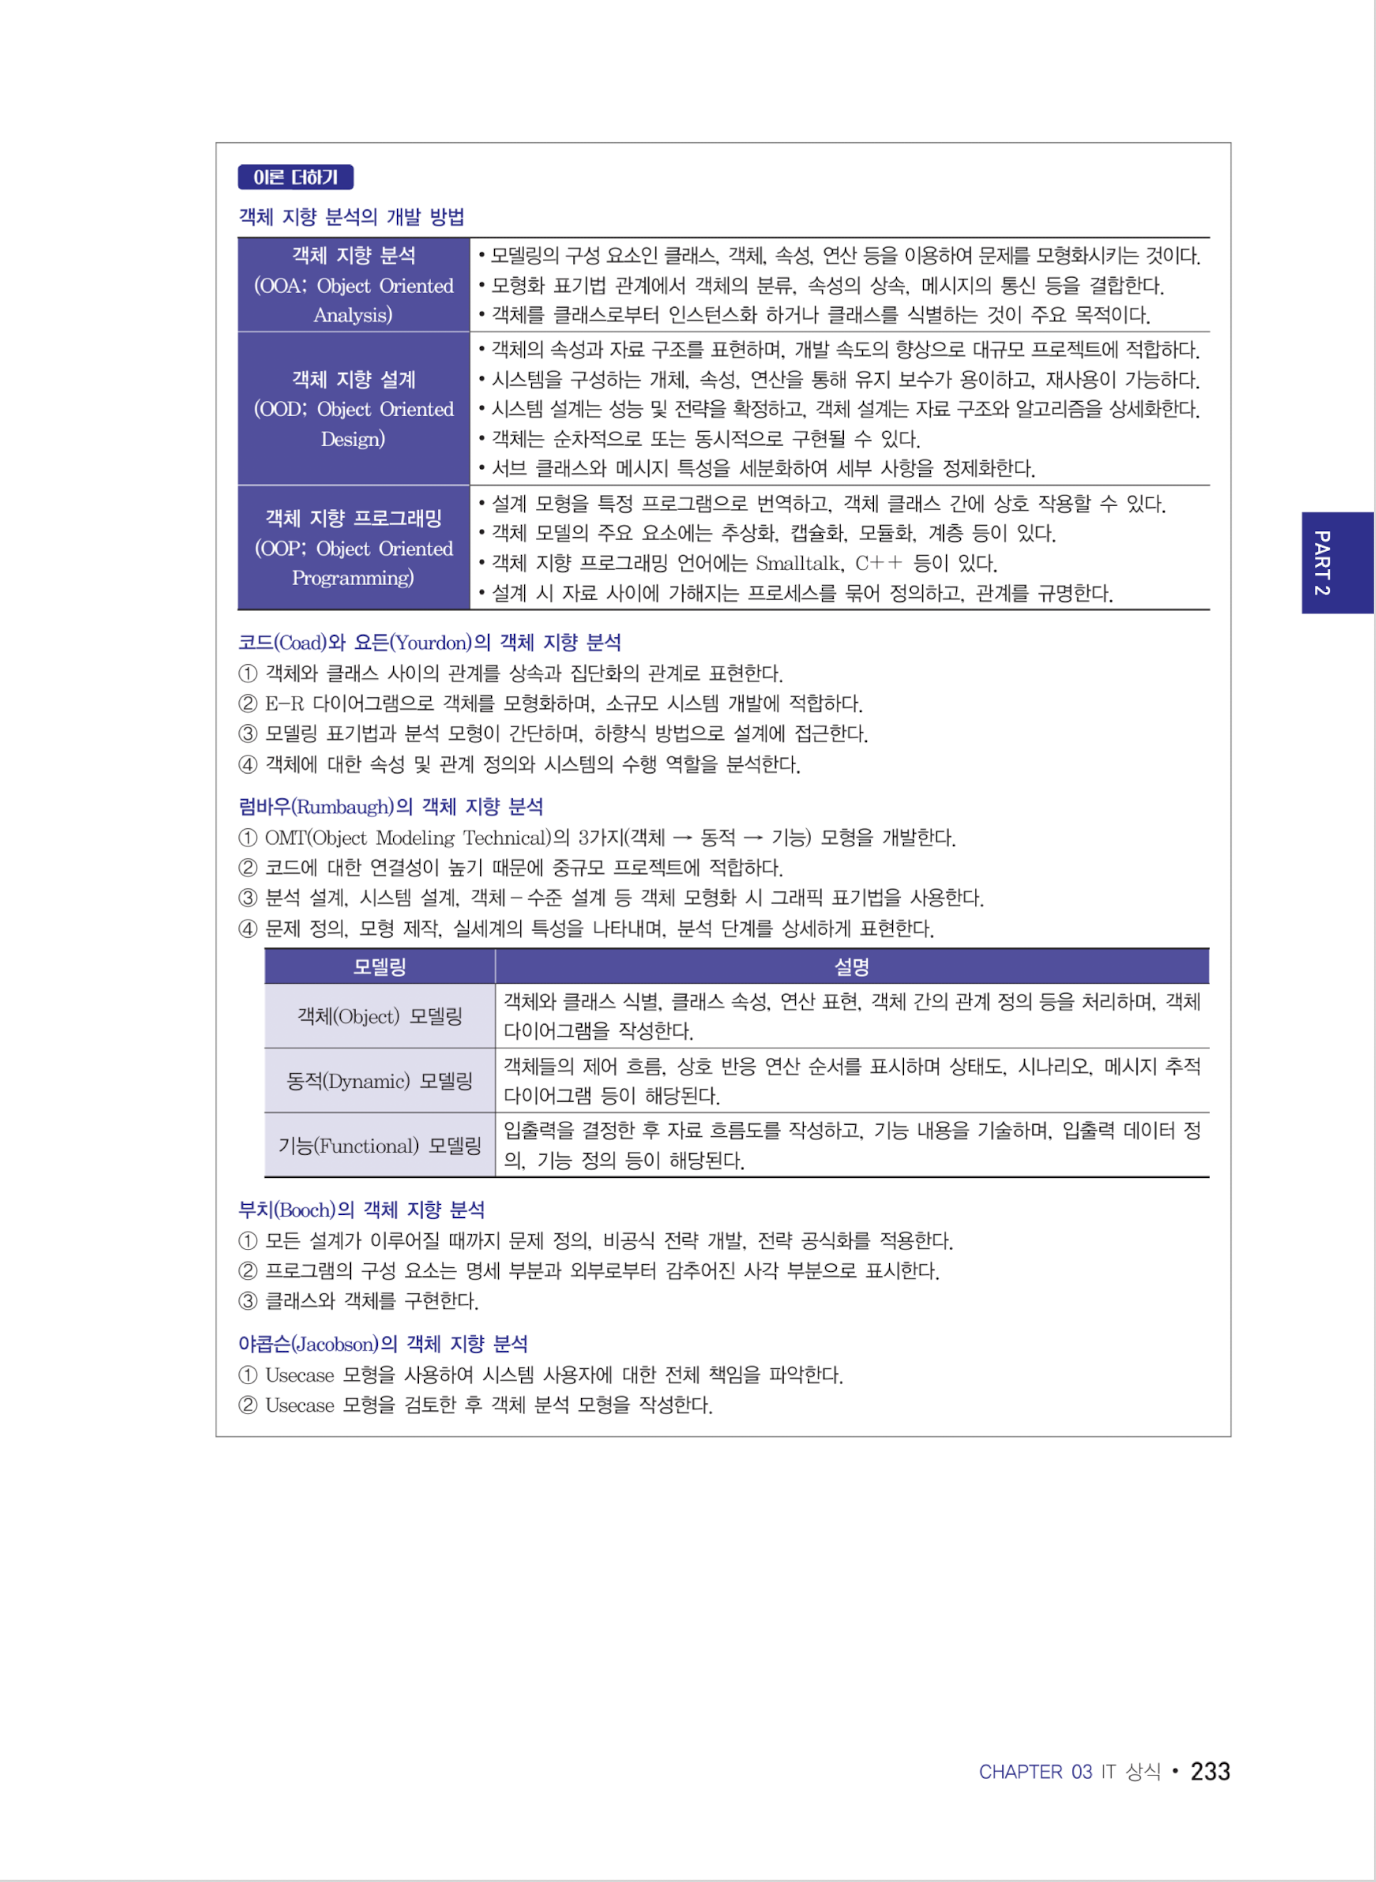 이론 더하기
객체 지향 분석의 개발 방법
객체 지향 분석
(OOA; Object Oriented
Analysis)
• 모델링의 구성 요소인 클래스, 객체, 속성, 연산 등을 이용하여 문제를 모형화시키는 것이다.
• 모형화 표기법 관계에서 객체의 분류, 속성의 상속, 메시지의 통신 등을 결합한다.
• 객체를 클래스로부터 인스턴스화 하거나 클래스를 식별하는 것이 주요 목적이다.
객체 지향 설계
(OOD; Object Oriented
Design)
• 객체의 속성과 자료 구조를 표현하며, 개발 속도의 향상으로 대규모 프로젝트에 적합하다.
• 시스템을 구성하는 개체, 속성, 연산을 통해 유지 보수가 용이하고, 재사용이 가능하다.
• 시스템 설계는 성능 및 전략을 확정하고, 객체 설계는 자료 구조와 알고리즘을 상세화한다.
• 객체는 순차적으로 또는 동시적으로 구현될 수 있다.
• 서브 클래스와 메시지 특성을 세분화하여 세부 사항을 정제화한다.
객체 지향 프로그래밍
(OOP; Object Oriented
Programming)
• 설계 모형을 특정 프로그램으로 번역하고, 객체 클래스 간에 상호 작용할 수 있다.
• 객체 모델의 주요 요소에는 추상화, 캡슐화, 모듈화, 계층 등이 있다.
• 객체 지향 프로그래밍 언어에는 Smalltalk, C++ 등이 있다.
• 설계 시 자료 사이에 가해지는 프로세스를 묶어 정의하고, 관계를 규명한다.
코드(Coad)와 요든(Yourdon)의 객체 지향 분석
① 객체와 클래스 사이의 관계를 상속과 집단화의 관계로 표현한다.
② E-R 다이어그램으로 객체를 모형화하며, 소규모 시스템 개발에 적합하다.
③ 모델링 표기법과 분석 모형이 간단하며, 하향식 방법으로 설계에 접근한다.
④ 객체에 대한 속성 및 관계 정의와 시스템의 수행 역할을 분석한다.
럼바우(Rumbaugh)의 객체 지향 분석
① OMT(Object Modeling Technical)의 3가지(객체 → 동적 → 기능) 모형을 개발한다.
② 코드에 대한 연결성이 높기 때문에 중규모 프로젝트에 적합하다.
③ 분석 설계, 시스템 설계, 객체-수준 설계 등 객체 모형화 시 그래픽 표기법을 사용한다.
④ 문제 정의, 모형 제작, 실세계의 특성을 나타내며, 분석 단계를 상세하게 표현한다.
모델링
설명
객체(Object) 모델링
객체와 클래스 식별, 클래스 속성, 연산 표현, 객체 간의 관계 정의 등을 처리하며, 객체
다이어그램을 작성한다.
동적(Dynamic) 모델링
객체들의 제어 흐름, 상호 반응 연산 순서를 표시하며 상태도, 시나리오, 메시지 추적
다이어그램 등이 해당된다.
기능(Functional) 모델링
입출력을 결정한 후 자료 흐름도를 작성하고, 기능 내용을 기술하며, 입출력 데이터 정
의, 기능 정의 등이 해당된다.
부치(Booch)의 객체 지향 분석
① 모든 설계가 이루어질 때까지 문제 정의, 비공식 전략 개발, 전략 공식화를 적용한다.
② 프로그램의 구성 요소는 명세 부분과 외부로부터 감추어진 사각 부분으로 표시한다.
③ 클래스와 객체를 구현한다.
야콥슨(Jacobson)의 객체 지향 분석
① Usecase 모형을 사용하여 시스템 사용자에 대한 전체 책임을 파악한다.
② Usecase 모형을 검토한 후 객체 분석 모형을 작성한다.
PART 2
CHAPTER 03 IT 상식 • 233